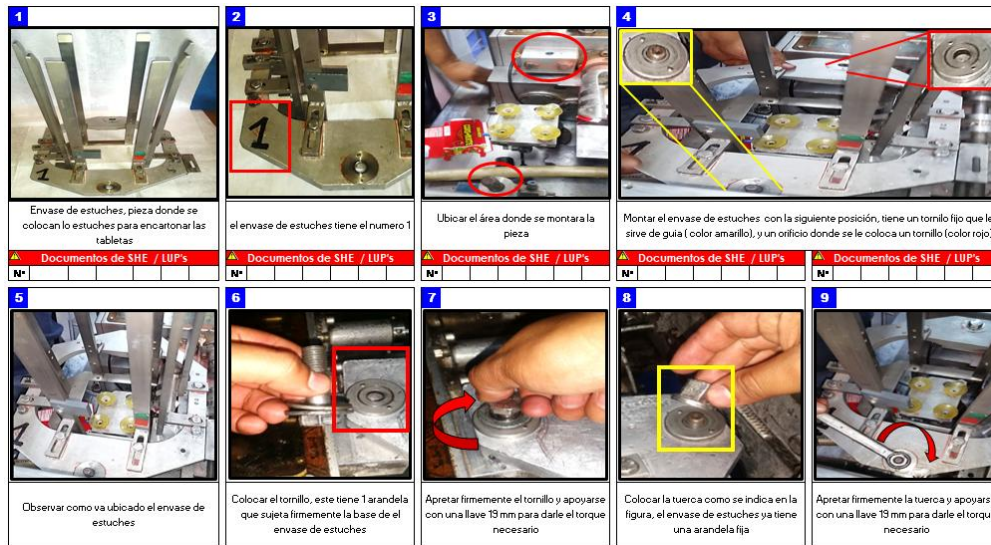 1
2
3
4
1
1
Envase de estuches, pieza donde se
colocan lo estuches para encartonar las
tabletas
el envase de estuches tiene el numero 1
Ubicar el área donde se montara la
pieza
Montar el envase de estuches con la siguiente posición, tiene un tornilo fijo que le
sirve de guia ( color amarillo), y un orificio donde se le coloca un tornillo (color rojo)
Documentos de SHE / LUP's
Documentos de SHE / LUP's
Documentos de SHE / LUP's
Documentos de SHE / LUP's
Documentos de SHE / LUP's
Nº
Nº
Nº
Nº
Nº
5
6
7
8
9
Observar como va ubicado el envase de
estuches
Colocar el tornillo, este tiene 1 arandela
que sujeta firmemente la base de el
envase de estuches
Apretar firmemente el tornillo y apoyarse
con una llave 19 mm para darle el torque
necesario
Colocar la tuerca como se indica en la
figura, el envase de estuches ya tiene
una arandela fija
Apretar firmemente la tuerca y apoyars
con una llave 19 mm para darle el torqu
necesario